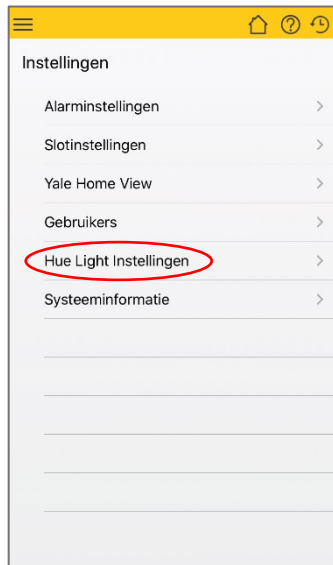 Instellingen
Alarminstellingen
Slotinstellingen
Yale Home View
Gebruikers
Hue Light Instellingen
Systeeminformatie